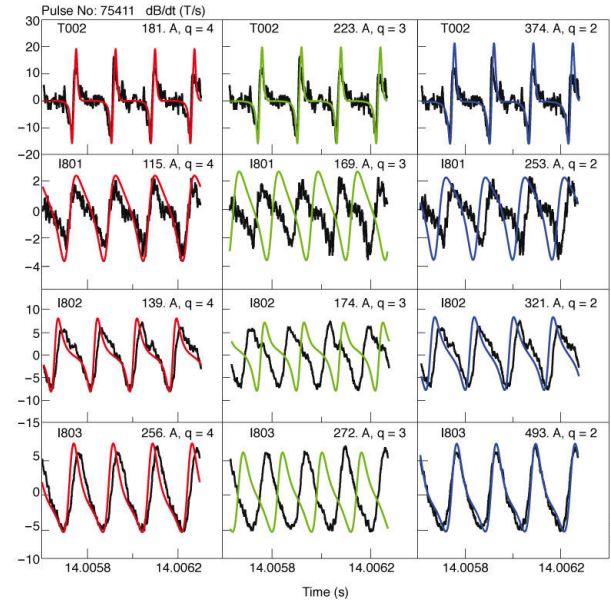 Pulse No: 75411 dB/dt (T/s)
30
T002 181. A, q = 4 T002 223. A, q = 3 T002 374. A, q = 2
20
10
0
−10
−20
I801 115. A, q = 4 I801 169. A, q = 3 I801 253. A, q = 2
2
0
−2
−4
10
I802 139. A, q = 4 I802 174. A, q = 3 I802 321. A, q = 2
5
0
−5
−10
−15
I803 256. A, q = 4 I803 272. A, q = 3 I803 493. A, q = 2
5
0
−5
−10
14.0058 14.0062 14.0058 14.0062 14.0058 14.0062
Time (s)